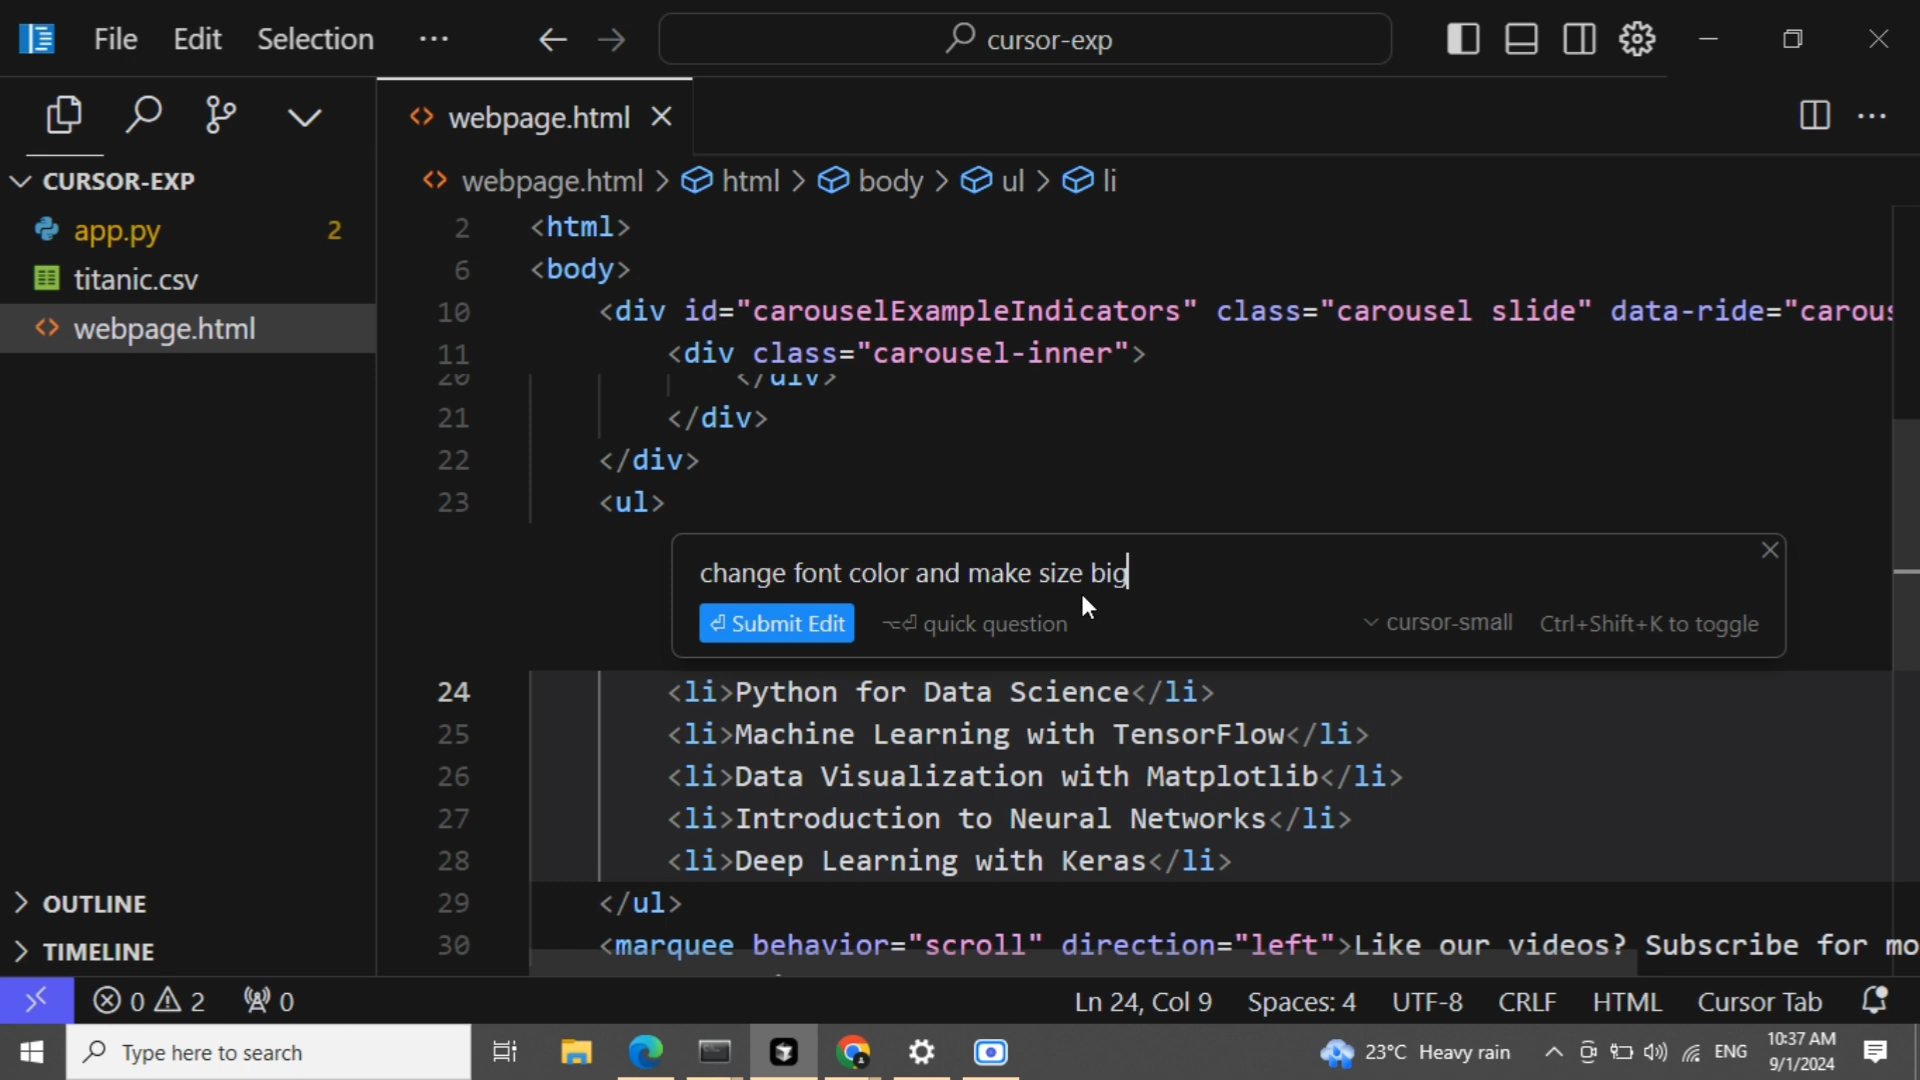 File Edit Selection ···
cursor-exp
webpage.html
CURSOR-EXP
app.py 2
titanic.csv
webpage.html
OUTLINE
TIMELINE
webpage.html > html > body > ul > li
2 <html>
6 <body>
10 <div id="carouselExampleIndicators" class="carousel slide" data-ride="carous
11 <div class="carousel-inner">
20 </div>
21 </div>
22 </div>
23 <ul>
change font color and make size big
Submit Edit quick question cursor-small Ctrl+Shift+K to toggle
24 <li>Python for Data Science</li>
25 <li>Machine Learning with TensorFlow</li>
26 <li>Data Visualization with Matplotlib</li>
27 <li>Introduction to Neural Networks</li>
28 <li>Deep Learning with Keras</li>
29 </ul>
30 <marquee behavior="scroll" direction="left">Like our videos? Subscribe for mo
0 2 0 Ln 24, Col 9 Spaces: 4 UTF-8 CRLF HTML Cursor Tab
Type here to search 23°C Heavy rain ENG 10:37 AM
9/1/2024